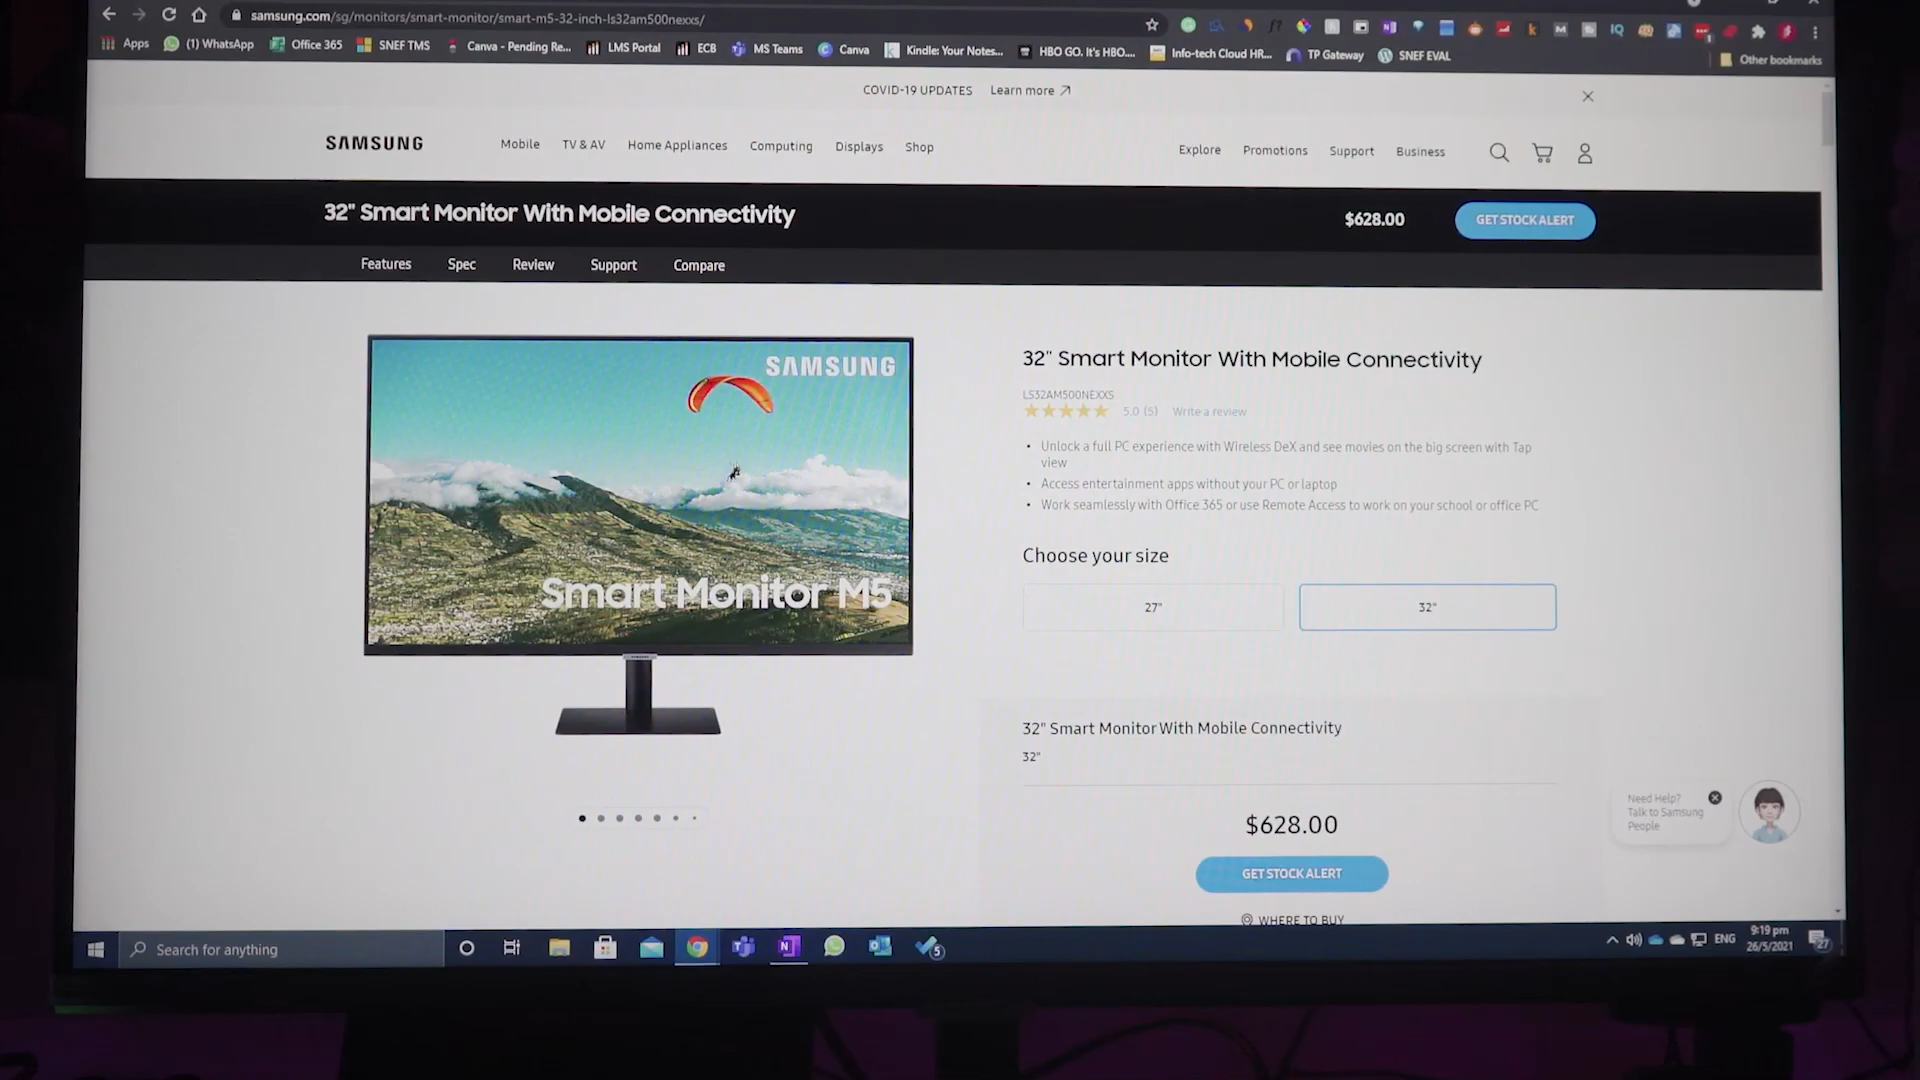 samsung.com/sg/monitors/smart-monitor/smart-m5-32-inch-ls32am500nexxs/
Apps (1) WhatsApp Office 365 SNEF TMS Canva - Pending Re... LMS Portal ECB MS Teams Canva Kindle: Your Notes... HBO GO. It's HBO.... Info-tech Cloud HR... TP Gateway SNEF EVAL Other bookmarks
COVID-19 UPDATES Learn more
SAMSUNG Mobile TV & AV Home Appliances Computing Displays Shop Explore Promotions Support Business
32" Smart Monitor With Mobile Connectivity $628.00 GET STOCK ALERT
Features Spec Review Support Compare
SAMSUNG
Smart Monitor M5
32" Smart Monitor With Mobile Connectivity
LS32AM500NEXXS
5.0 (5) Write a review
• Unlock a full PC experience with Wireless DeX and see movies on the big screen with Tap
view
• Access entertainment apps without your PC or laptop
• Work seamlessly with Office 365 or use Remote Access to work on your school or office PC
Choose your size
27" 32"
32" Smart Monitor With Mobile Connectivity
32"
$628.00
GET STOCK ALERT
WHERE TO BUY
Need Help?
Talk to Samsung
People
Search for anything
5
ENG
9:19 pm
26/5/2021
27